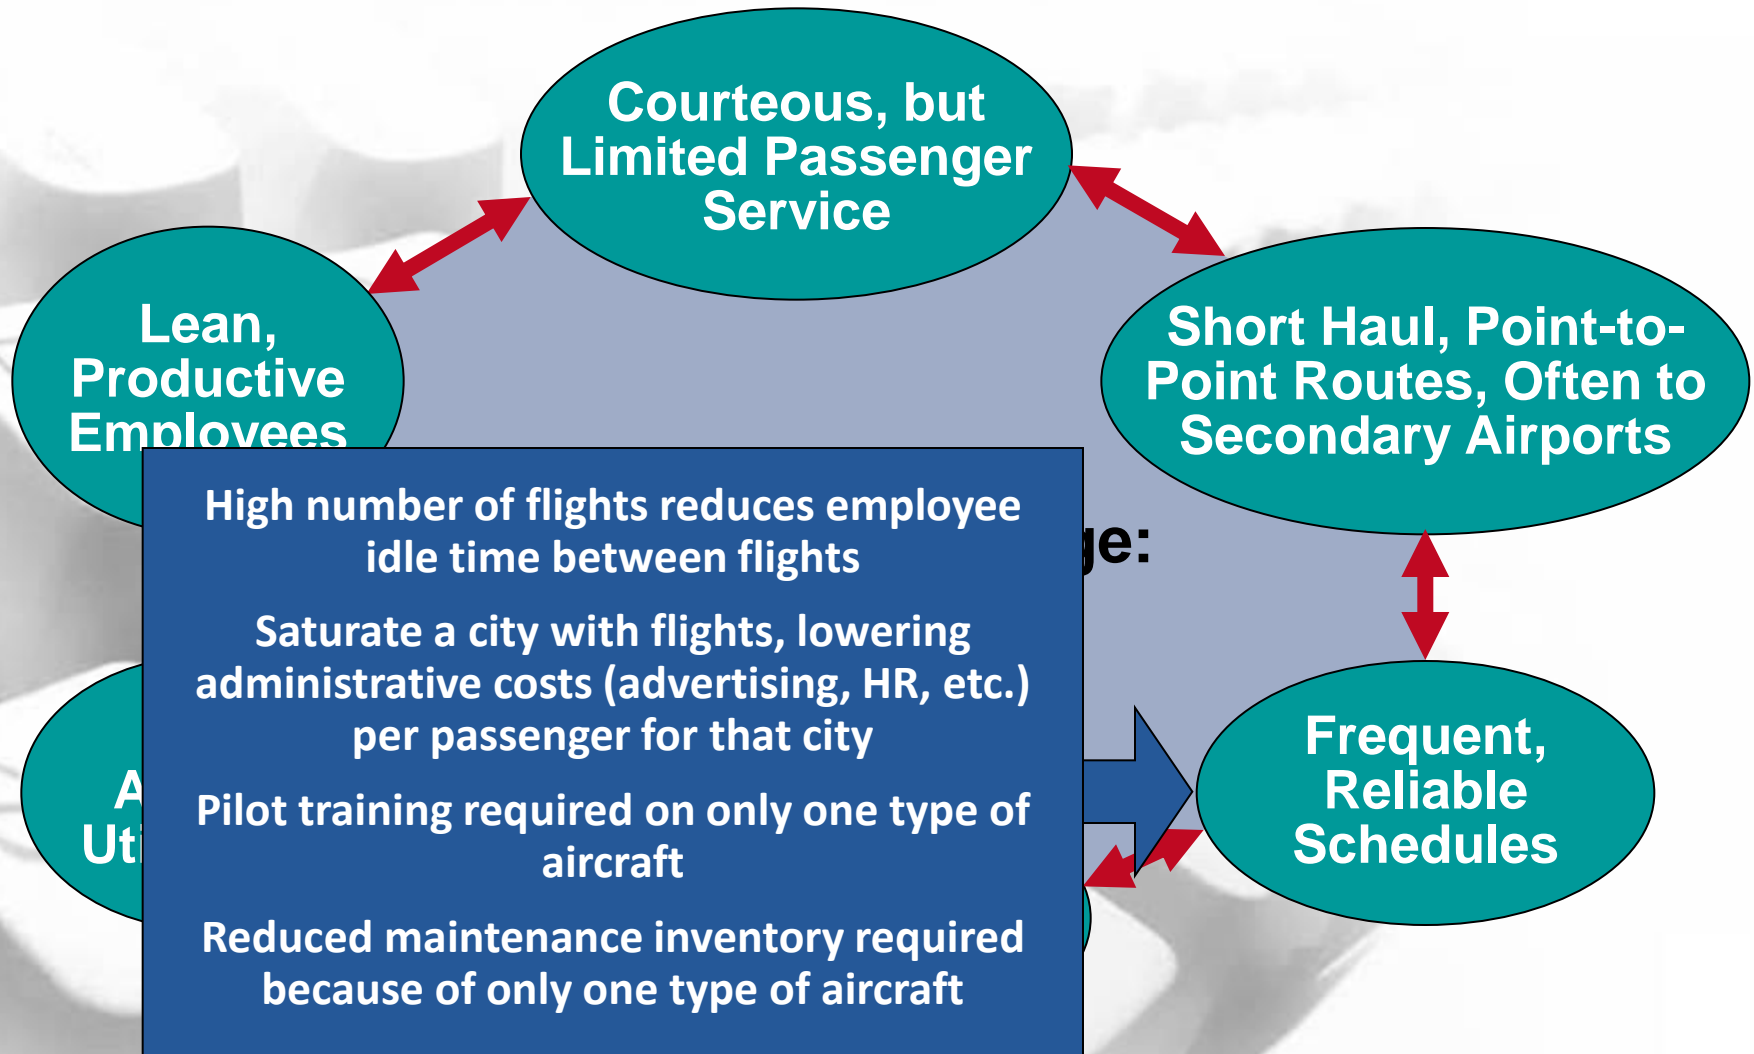 Courteous, but
Limited Passenger
Service
Lean,
Productive
Employees
Short Haul, Point-to-
Point Routes, Often to
Secondary Airports
High number of flights reduces employee
idle time between flights
Saturate a city with flights, lowering
administrative costs (advertising, HR, etc.)
per passenger for that city
Pilot training required on only one type of
aircraft
Reduced maintenance inventory required
because of only one type of aircraft
Frequent,
Reliable
Schedules